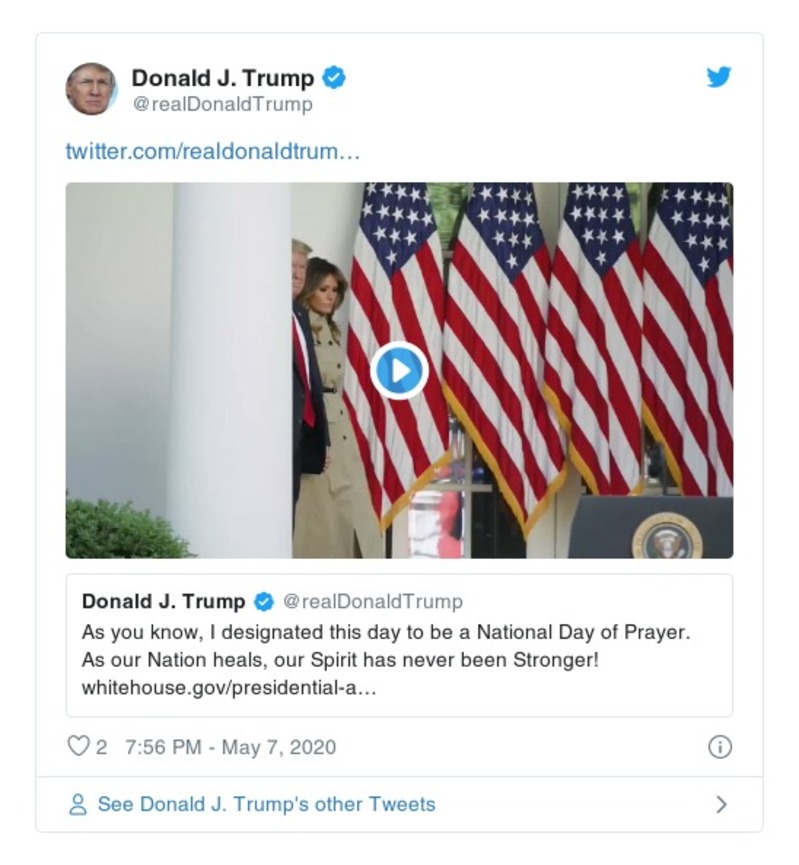 Donald J. Trump
@realDonaldTrump
twitter.com/realdonaldtrum…
Donald J. Trump @realDonaldTrump
As you know, I designated this day to be a National Day of Prayer.
As our Nation heals, our Spirit has never been Stronger!
whitehouse.gov/presidential-a…
2 7:56 PM - May 7, 2020
See Donald J. Trump's other Tweets